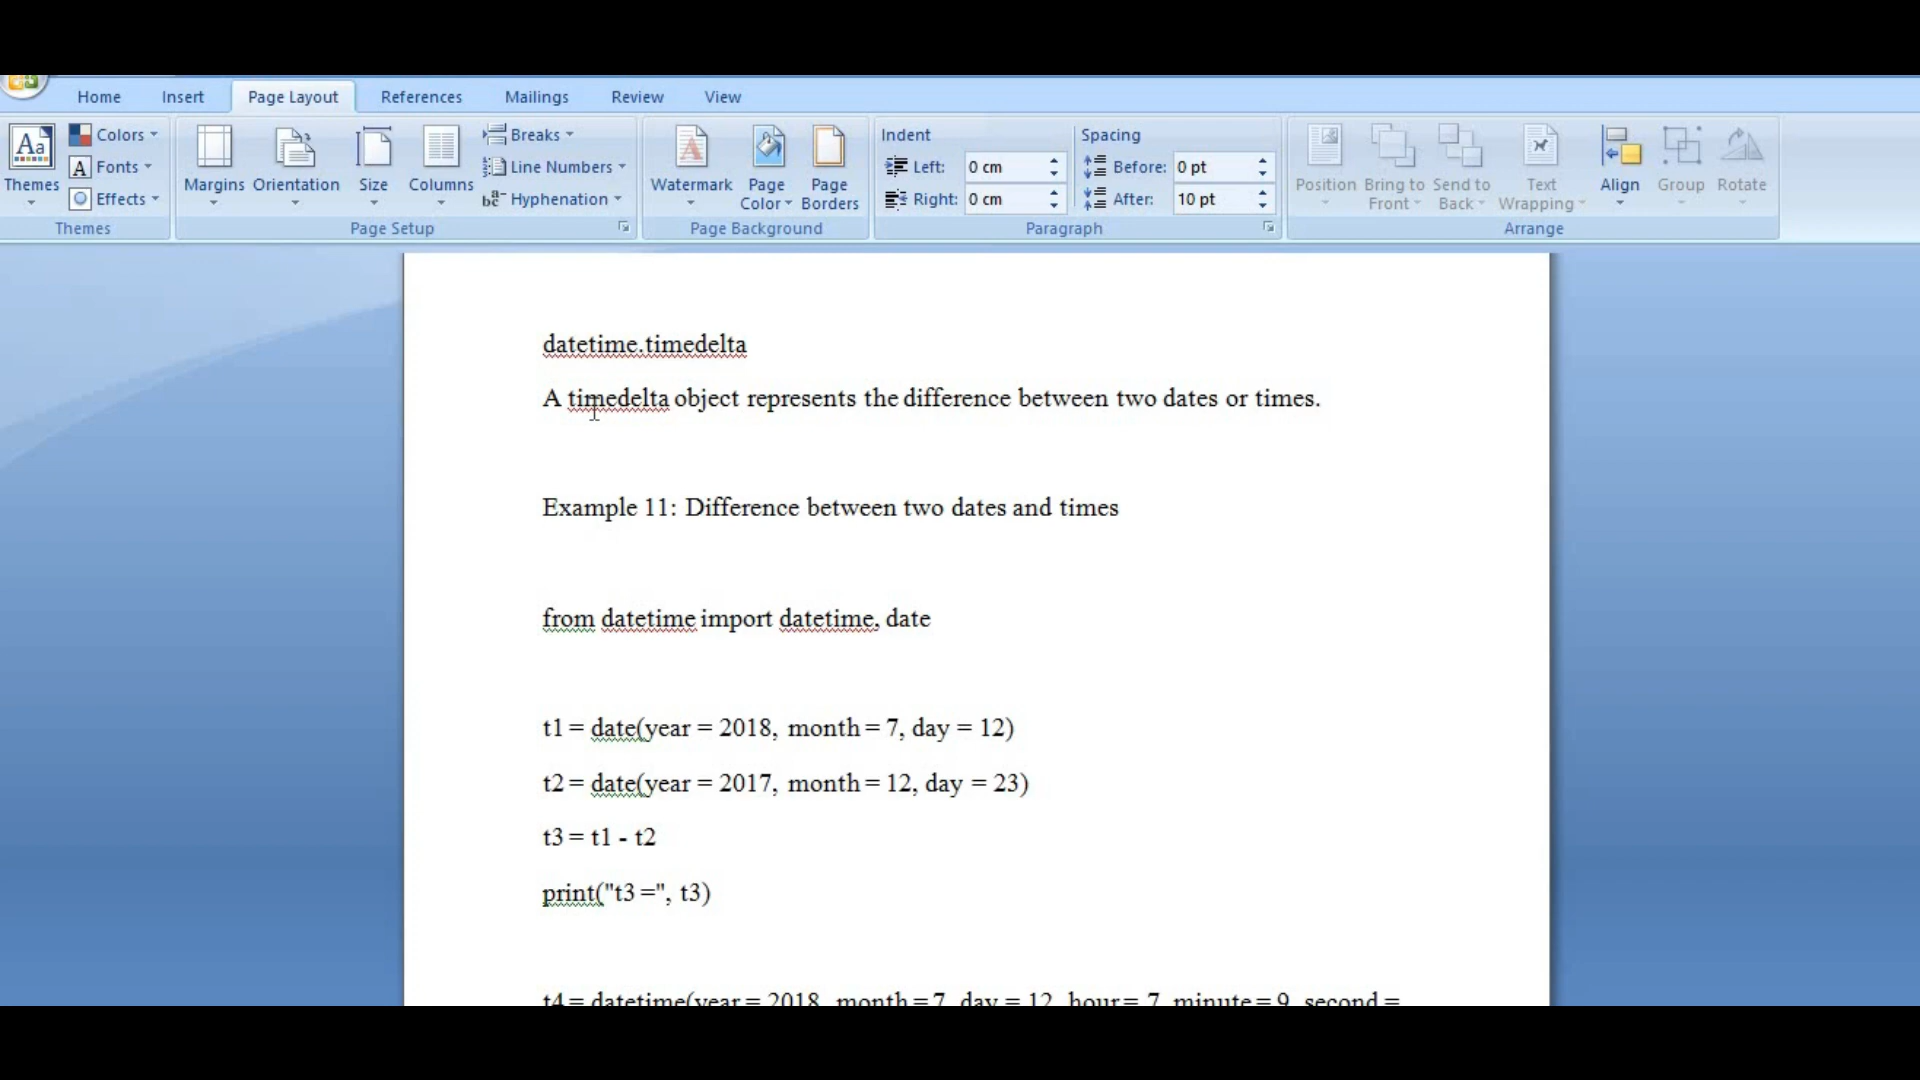 Home Insert Page Layout References Mailings Review View
Aa Colors Breaks Indent Spacing
Fonts Line Numbers Left: 0 cm Before: 0 pt
Themes Effects Margins Orientation Size Columns Hyphenation Watermark Page Color Page Borders Right: 0 cm After: 10 pt Position Bring to Front Send to Back Text Wrapping Align Group Rotate
Themes Page Setup Page Background Paragraph Arrange
datetime.timedelta
A timedelta object represents the difference between two dates or times.
Example 11: Difference between two dates and times
from datetime import datetime, date
t1 = date(year = 2018, month = 7, day = 12)
t2 = date(year = 2017, month = 12, day = 23)
t3 = t1 - t2
print("t3 =", t3)
t4 = datetime(year = 2018, month = 7, day = 12, hour = 7, minute = 9, second =